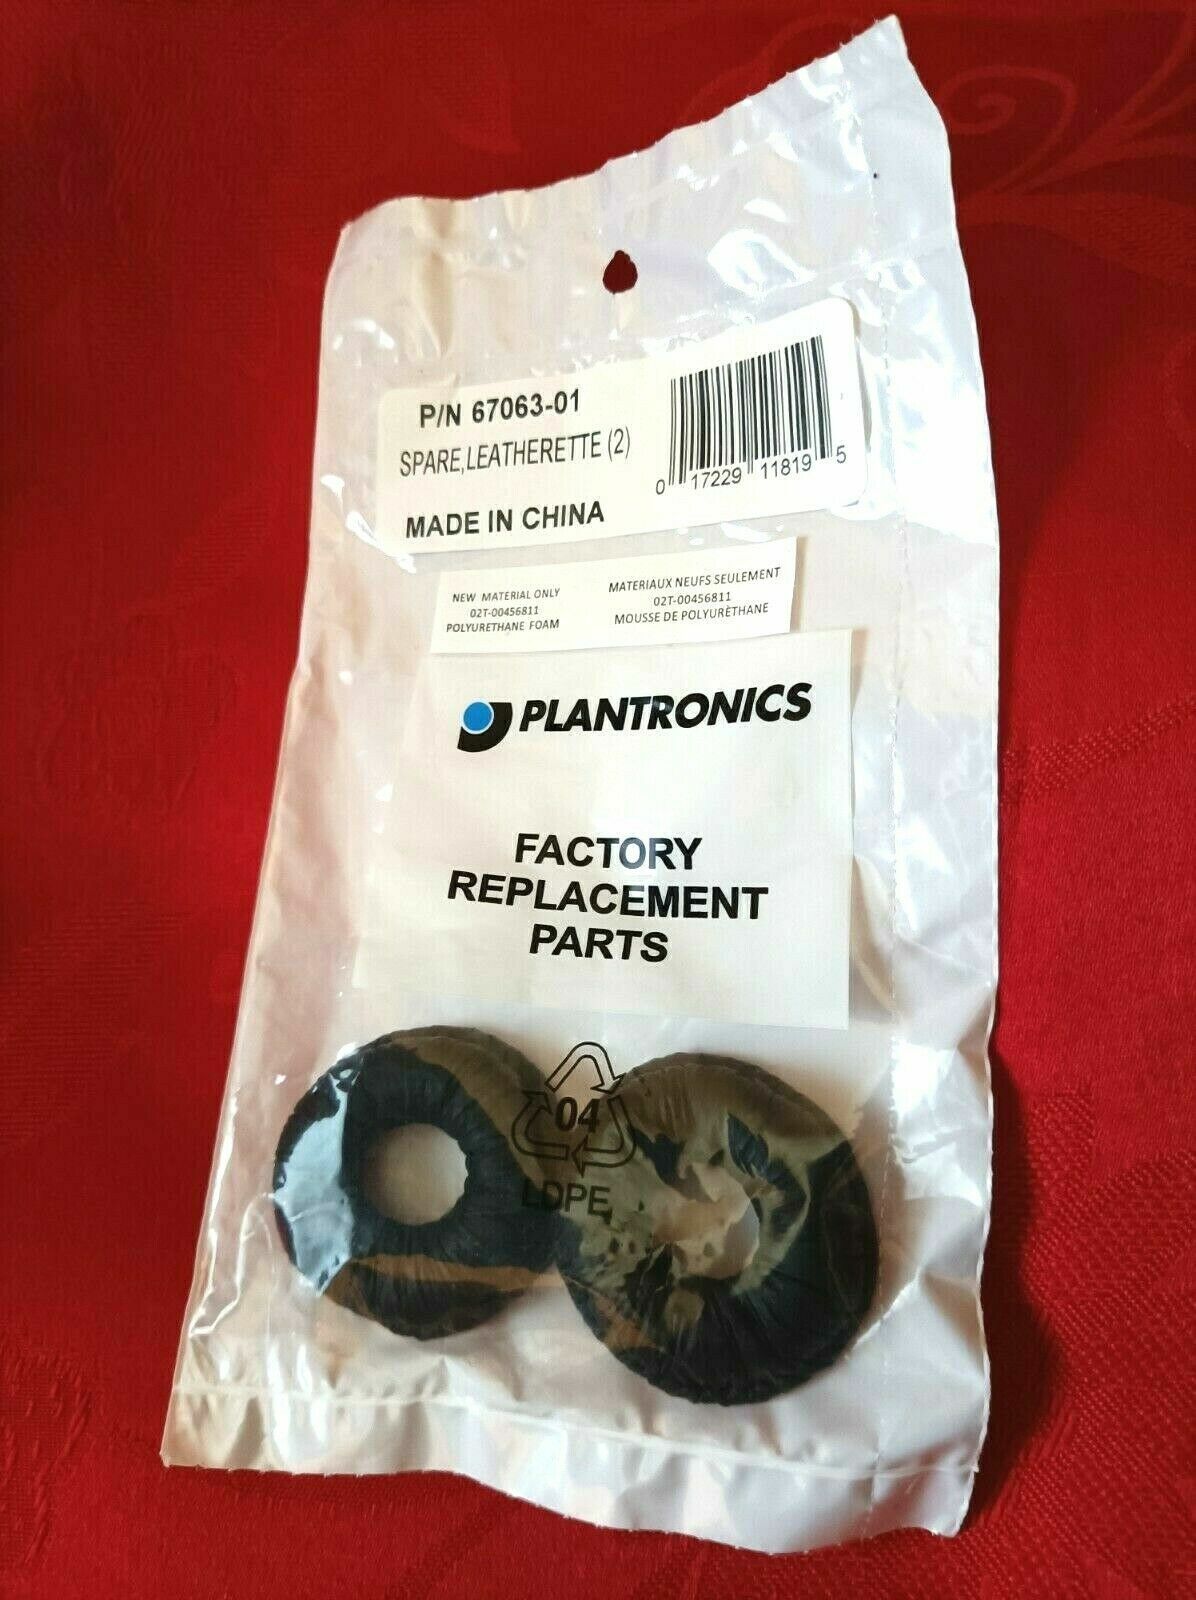 P/N 67063-01
SPARE,LEATHERETTE (2)
MADE IN CHINA
0 17229 11819 5
NEW MATERIAL ONLY
02T-00456811
POLYURETHANE FOAM
MATERIAUX NEUFS SEULEMENT
02T-00456811
MOUSSE DE POLYURÈTHANE
PLANTRONICS
FACTORY
REPLACEMENT
PARTS
04
LDPE